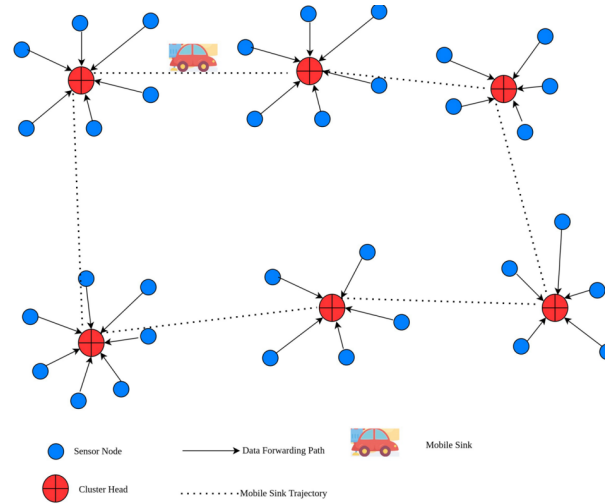 Sensor Node
Data Forwarding Path
Mobile Sink
Cluster Head
Mobile Sink Trajectory